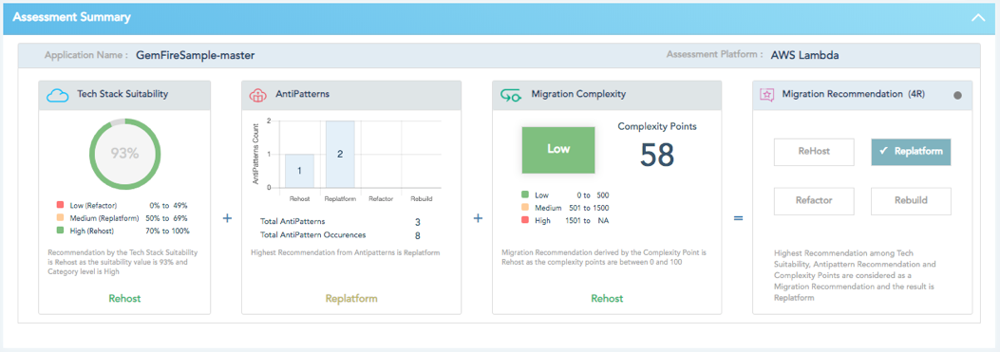 Assessment Summary
Application Name : GemFireSample-master
Assessment Platform : AWS Lambda
Tech Stack Suitability
93%
Low (Refactor) 0% to 49%
Medium (Replatform) 50% to 69%
High (Rehost) 70% to 100%
Recommendation by the Tech Stack Suitability
is Rehost as the suitability value is 93% and
Category level is High
Rehost
+
AntiPatterns
AntiPatterns Count
2
1
0
1
2
Rehost Replatform Refactor Rebuild
Total AntiPatterns 3
Total AntiPattern Occurences 8
Highest Recommendation from Antipatterns is Replatform
Replatform
+
Migration Complexity
Low
Complexity Points
58
Low 0 to 500
Medium 501 to 1500
High 1501 to NA
Migration Recommendation derived by the Complexity Point is
Rehost as the complexity points are between 0 and 100
Rehost
=
Migration Recommendation (4R)
ReHost
✓ Replatform
Refactor
Rebuild
Highest Recommendation among Tech
Suitability, Antipattern Recommendation and
Complexity Points are considered as a
Migration Recommendation and the result is
Replatform